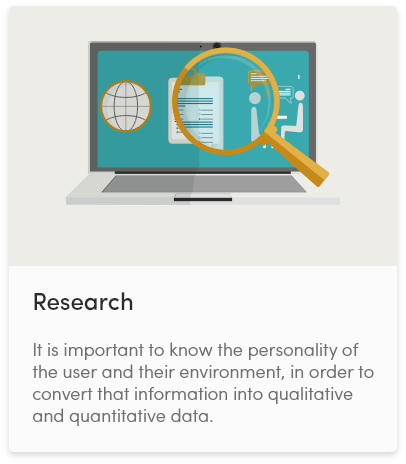 Research
It is important to know the personality of
the user and their environment, in order to
convert that information into qualitative
and quantitative data.